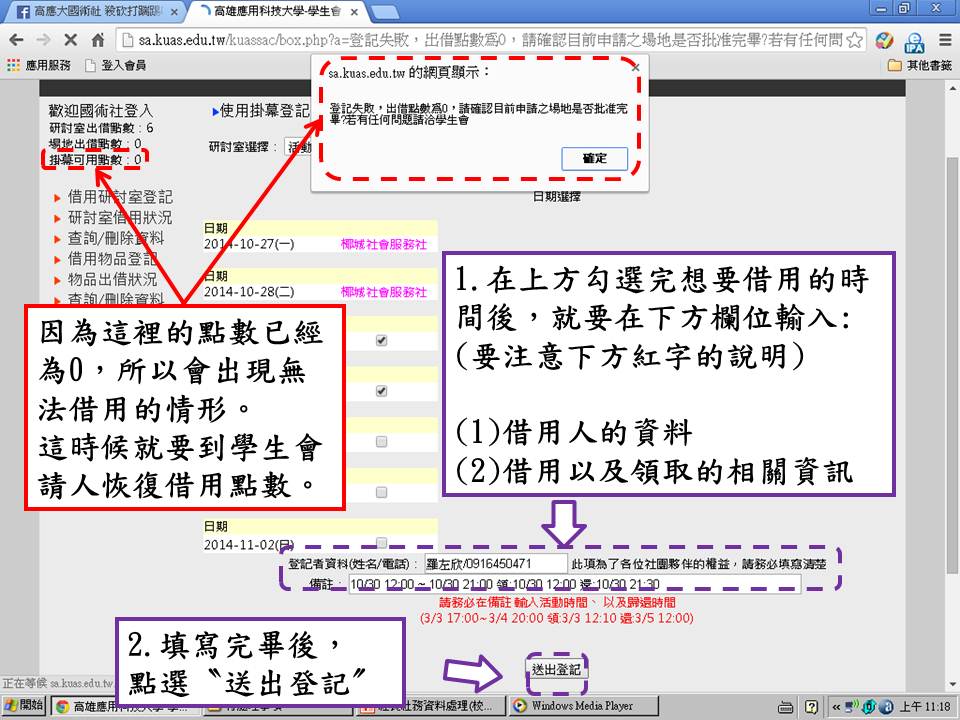 高應大國術社 殺砍打踢踹
高雄應用科技大學-學生會
sa.kuas.edu.tw/kuassac/box.php?a=登記失敗，出借點數為0，請確認目前申請之場地是否批准完畢?若有任何問
應用服務 登入會員 其他書籤
sa.kuas.edu.tw 的網頁顯示：
登記失敗，出借點數為0，請確認目前申請之場地是否批准完
畢?若有任何問題請洽學生會
確定
歡迎國術社登入
研討室出借點數：6
場地出借點數：0
掛幕可用點數：0
借用研討室登記
研討室借用狀況
查詢/刪除資料
借用物品登記
物品出借狀況
查詢/刪除資料
使用掛幕登記
研討室選擇： 活動
日期選擇
日期
2014-10-27(一) 椰城社會服務社
日期
2014-10-28(二) 椰城社會服務社
因為這裡的點數已經
為0，所以會出現無
法借用的情形。
這時候就要到學生會
請人恢復借用點數。
1.在上方勾選完想要借用的時
間後，就要在下方欄位輸入:
(要注意下方紅字的說明)
(1)借用人的資料
(2)借用以及領取的相關資訊
日期
2014-11-02(日)
登記者資料(姓名/電話)： 羅左欣/0916450471 此項為了各位社團夥伴的權益，請務必填寫清楚
備註： 10/30 12:00 ~ 10/30 21:00 領:10/30 12:00 還:10/30 21:30
請務必在備註 輸入活動時間、 以及歸還時間
(3/3 17:00~3/4 20:00 領:3/3 12:10 還:3/5 12:00)
2.填寫完畢後，
點選〝送出登記〞
送出登記
正在等候 sa.kuas.edu.tw
開始 高雄應用科技大學-學... 社務資料處理(校... Windows Media Player 上午 11:18